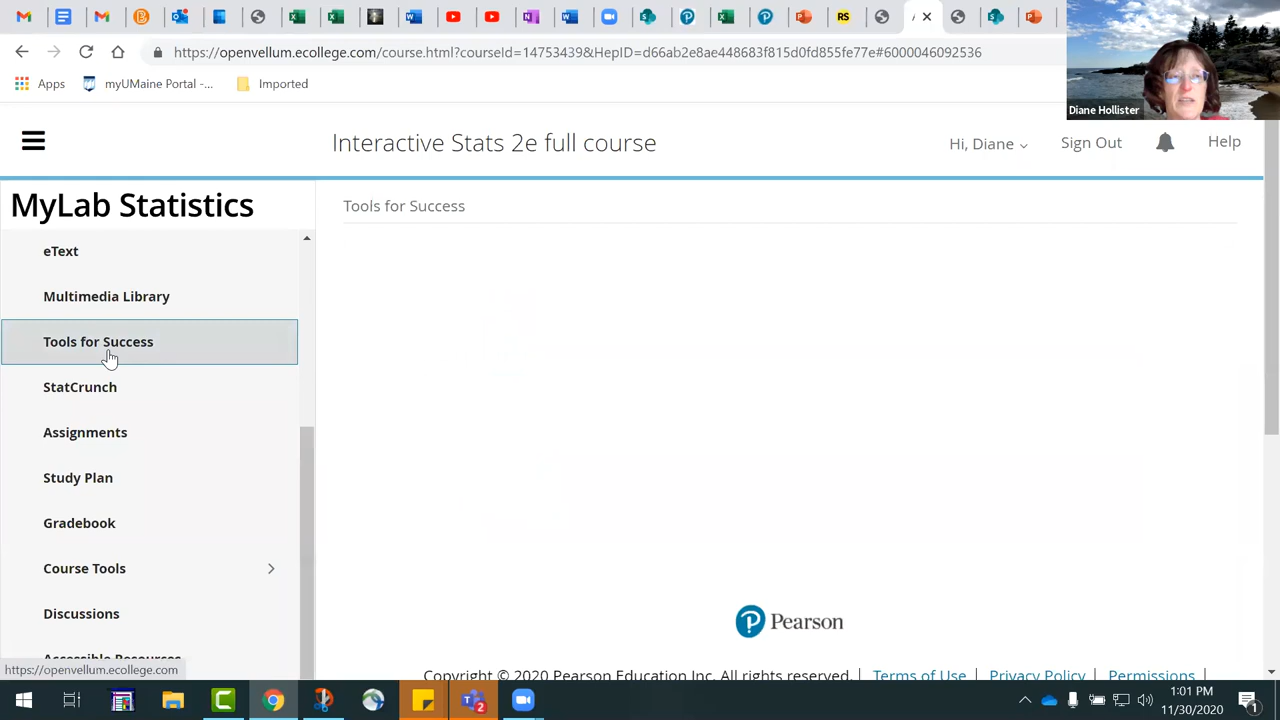 https://openvellum.ecollege.com/course.html?courseId=14753439&HepID=d66ab2e8ae448683f815d0fd855fe77e#6000046092536
Apps
myUMaine Portal -...
Imported
Diane Hollister
Interactive Stats 2e full course
Hi, Diane
Sign Out
Help
MyLab Statistics
Tools for Success
eText
Multimedia Library
Tools for Success
StatCrunch
Assignments
Study Plan
Gradebook
Course Tools
Discussions
Accessible Resources
https://openvellum.ecollege.com
Pearson
Copyright © 2020 Pearson Education Inc. All rights reserved. | Terms of Use | Privacy Policy | Permissions |
1:01 PM
11/30/2020